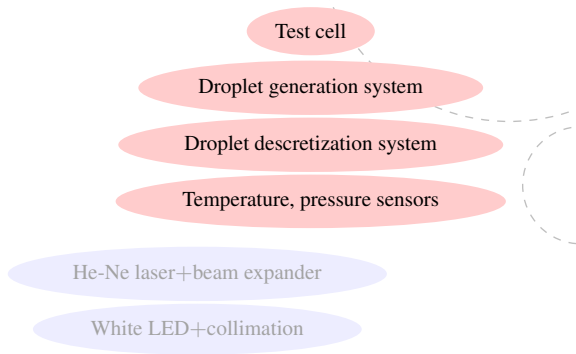 Test cell
Droplet generation system
Droplet descretization system
Temperature, pressure sensors
He-Ne laser+beam expander
White LED+collimation